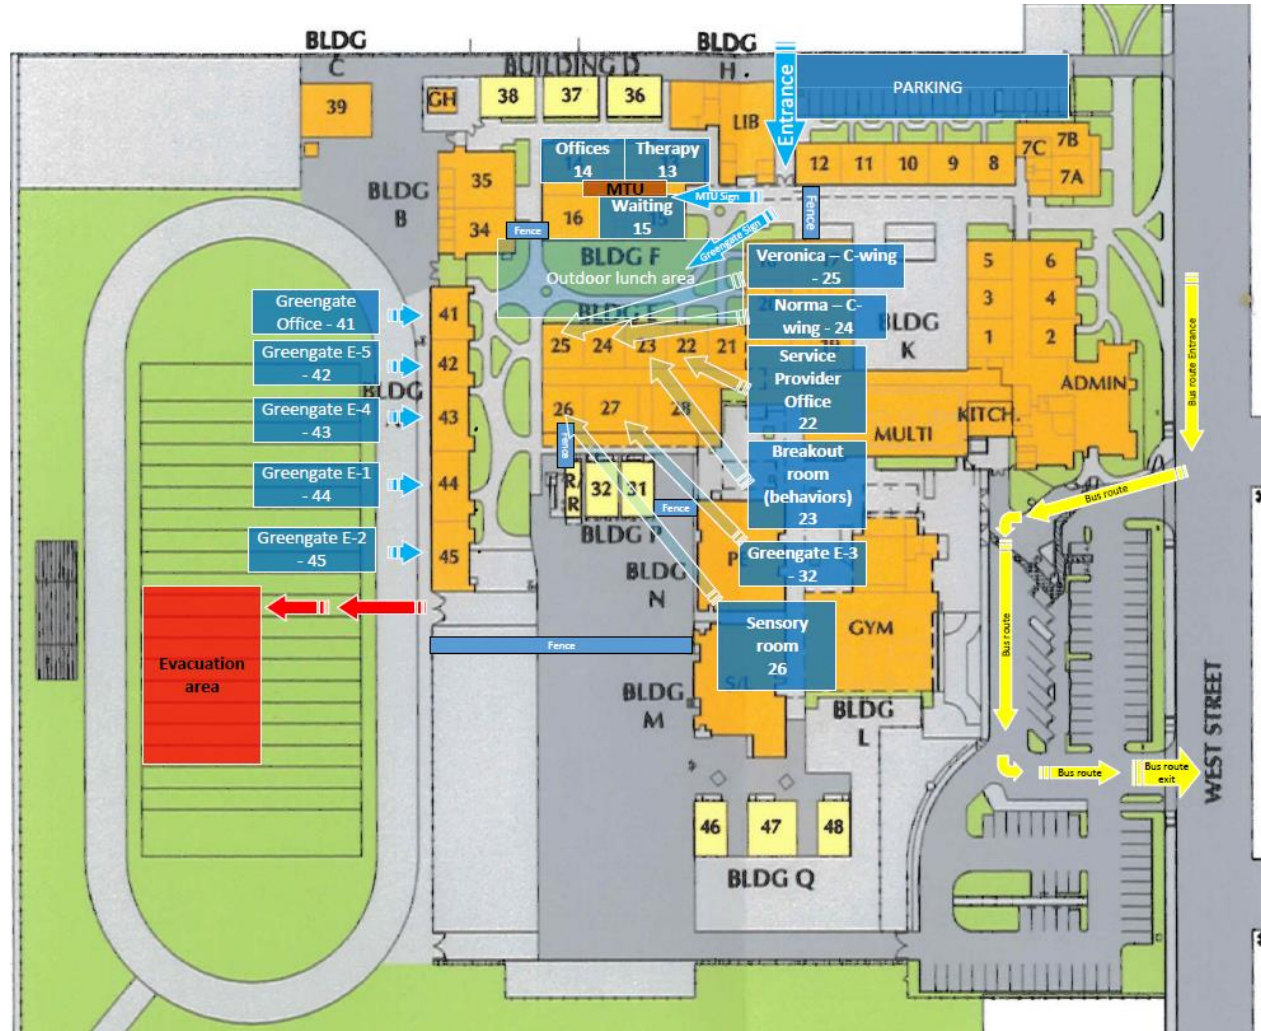 BLDG
C
BUILDING D
BLDG
H.
Entrance
PARKING
39
GH
38
37
36
LIB
7C
7B
7A
12
11
10
9
8
Offices
14
Therapy
13
MTU
Waiting
15
MTU Sign
Greengate Sign
Fence
BLDG
B
35
34
16
Fence
BLDG F
Outdoor lunch area
Veronica – C-wing
- 25
Norma – C-
wing - 24
Service
Provider
Office
22
Breakout
room
(behaviors)
23
Greengate E-3
- 32
Sensory
room
26
5
6
3
4
1
2
BLDG
K
ADMIN
KITCH.
MULTI
Greengate
Office - 41
Greengate E-5
- 42
Greengate E-4
- 43
Greengate E-1
- 44
Greengate E-2
- 45
BLDG
41
42
43
44
45
BLDG E
25
24
23
22
21
26
27
28
Fence
R/
R
32
31
Fence
BLDG P
BLDG
N
GYM
Fence
BLDG
M
S/L
BLDG
L
46
47
48
BLDG Q
Evacuation
area
Bus route Entrance
Bus route
Bus route
Bus route
Bus route
exit
WEST STREET